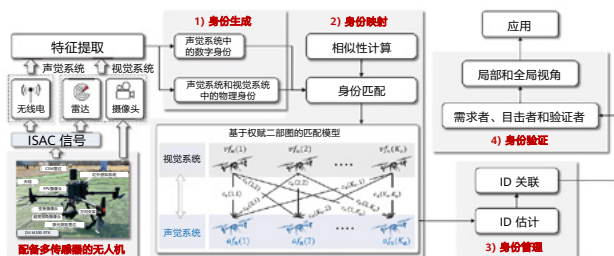 1) 身份生成
2) 身份映射
应用
特征提取
声觉系统中
的数字身份
相似性计算
声觉系统
视觉系统
声觉系统和视觉系统
中的物理身份
身份匹配
局部和全局视角
无线电
雷达
摄像头
需求者、目击者和验证者
4) 身份验证
ISAC 信号
基于权赋二部图的匹配模型
视觉系统
声觉系统
ID 关联
ID 估计
3) 身份管理
DJI M300 RTK
配备多传感器的无人机